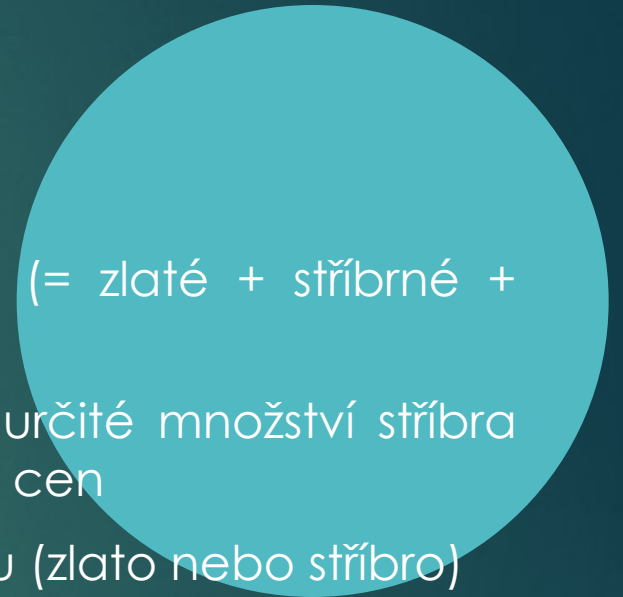 (= zlaté + stříbrné +
určité množství stříbra
cen
(zlato nebo stříbro)